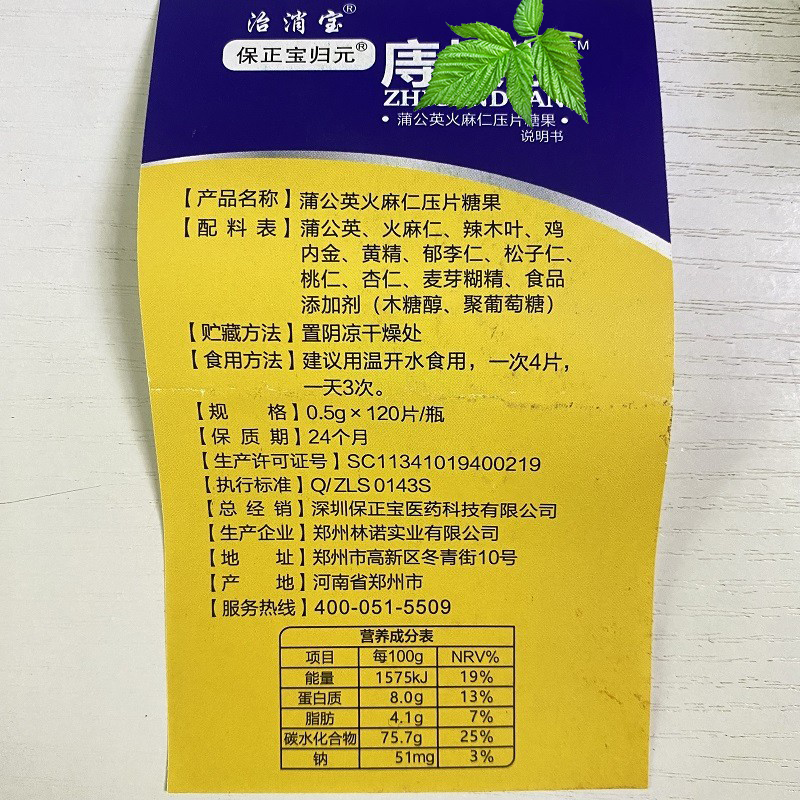 治消宝®
保正宝归元®
TM
• 蒲公英火麻仁压片糖果 •
说明书
【产品名称】蒲公英火麻仁压片糖果
【配料表】蒲公英、火麻仁、辣木叶、鸡
内金、黄精、郁李仁、松子仁、
桃仁、杏仁、麦芽糊精、食品
添加剂（木糖醇、聚葡萄糖）
【贮藏方法】置阴凉干燥处
【食用方法】建议用温开水食用，一次4片，
一天3次。
【规格】0.5g×120片/瓶
【保质期】24个月
【生产许可证号】SC11341019400219
【执行标准】Q/ZLS 0143S
【总经销】深圳保正宝医药科技有限公司
【生产企业】郑州林诺实业有限公司
【地址】郑州市高新区冬青街10号
【产地】河南省郑州市
【服务热线】400-051-5509
营养成分表
项目 每100g NRV%
能量 1575kJ 19%
蛋白质 8.0g 13%
脂肪 4.1g 7%
碳水化合物 75.7g 25%
钠 51mg 3%